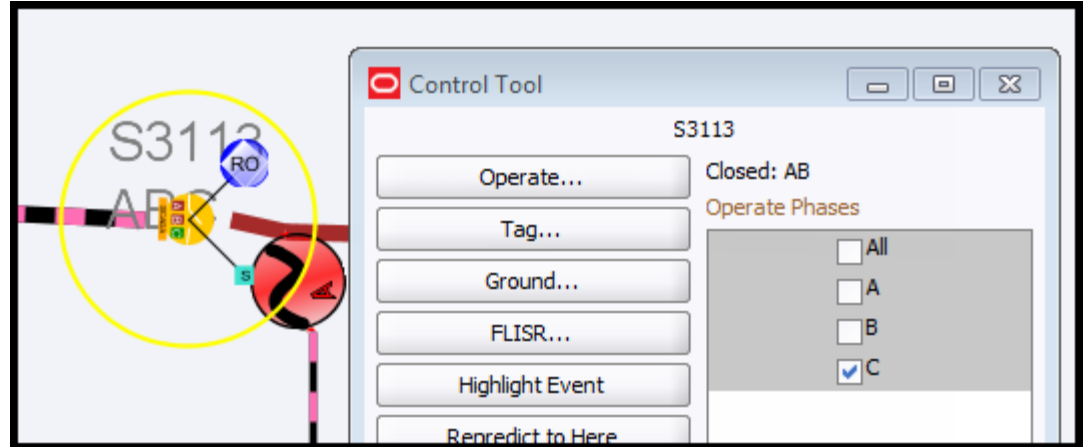 S3113
ABC
RO
S
A
Control Tool
S3113
Operate...
Tag...
Ground...
FLISR...
Highlight Event
Repredict to Here
Closed: AB
Operate Phases
All
A
B
C